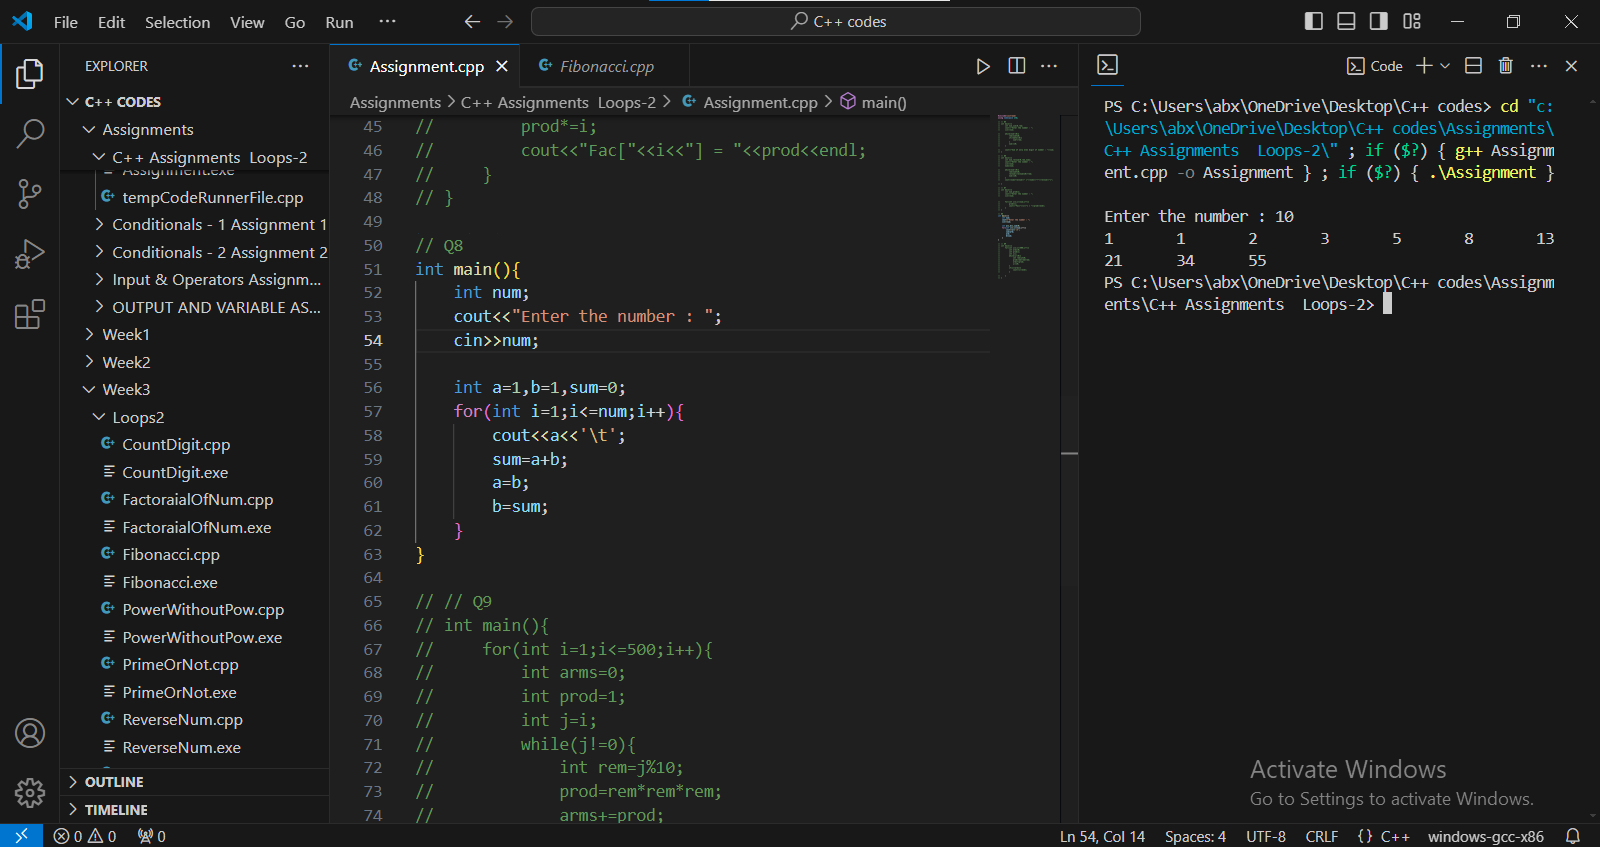 File Edit Selection View Go Run ···
C++ codes
EXPLORER
C++ CODES
Assignments
C++ Assignments Loops-2
Assignment.exe
tempCodeRunnerFile.cpp
Conditionals - 1 Assignment 1
Conditionals - 2 Assignment 2
Input & Operators Assignm...
OUTPUT AND VARIABLE AS...
Week1
Week2
Week3
Loops2
CountDigit.cpp
CountDigit.exe
FactoraialOfNum.cpp
FactoraialOfNum.exe
Fibonacci.cpp
Fibonacci.exe
PowerWithoutPow.cpp
PowerWithoutPow.exe
PrimeOrNot.cpp
PrimeOrNot.exe
ReverseNum.cpp
ReverseNum.exe
OUTLINE
TIMELINE
Assignment.cpp Fibonacci.cpp
Assignments > C++ Assignments Loops-2 > Assignment.cpp > main()
45 //         prod*=i;
46 //         cout<<"Fac["<<i<<"] = "<<prod<<endl;
47 //     }
48 // }
49
50 // Q8
51 int main(){
52     int num;
53     cout<<"Enter the number : ";
54     cin>>num;
55
56     int a=1,b=1,sum=0;
57     for(int i=1;i<=num;i++){
58         cout<<a<<'\t';
59         sum=a+b;
60         a=b;
61         b=sum;
62     }
63 }
64
65 // // Q9
66 // int main(){
67 //     for(int i=1;i<=500;i++){
68 //         int arms=0;
69 //         int prod=1;
70 //         int j=i;
71 //         while(j!=0){
72 //             int rem=j%10;
73 //             prod=rem*rem*rem;
74 //             arms+=prod;
Code
PS C:\Users\abx\OneDrive\Desktop\C++ codes> cd "c:
\Users\abx\OneDrive\Desktop\C++ codes\Assignments\
C++ Assignments  Loops-2\" ; if ($?) { g++ Assignm
ent.cpp -o Assignment } ; if ($?) { .\Assignment }
Enter the number : 10
1 1 2 3 5 8 13
21 34 55
PS C:\Users\abx\OneDrive\Desktop\C++ codes\Assignm
ents\C++ Assignments  Loops-2>
Activate Windows
Go to Settings to activate Windows.
0 0 0 Ln 54, Col 14 Spaces: 4 UTF-8 CRLF {} C++ windows-gcc-x86